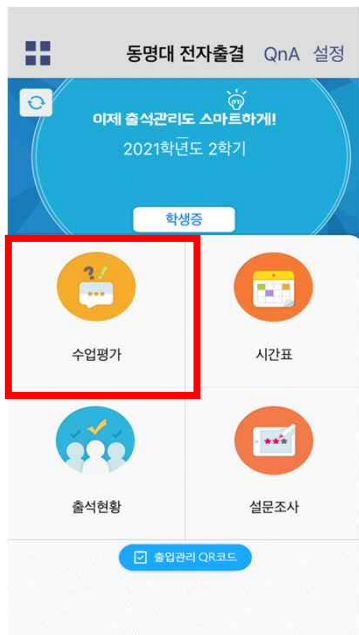 동명대 전자출결 QnA 설정
이제 출석관리도 스마트하게!
2021학년도 2학기
학생증
수업평가 시간표
출석현황 설문조사
출입관리 QR코드